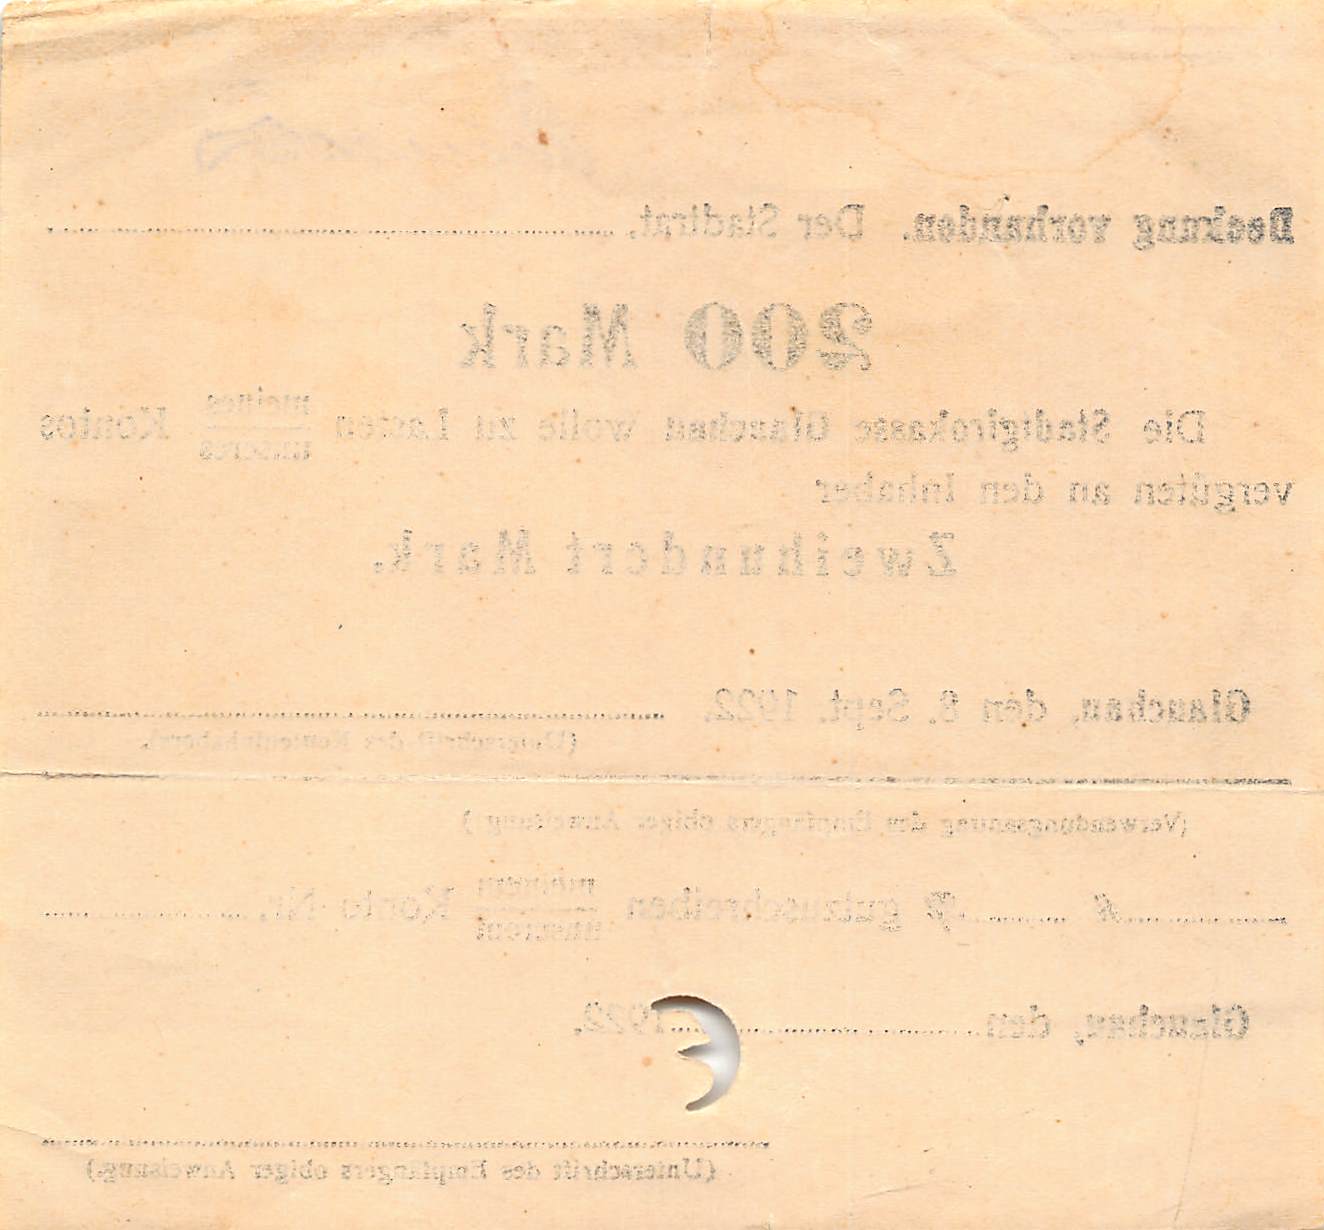 Deckung vorhanden. Der Stadtrat,
200 Mark
Die Stadtgirokasse Glauchau wolle zu Lasten meines Kontos
unseres
vergüten an den Inhaber
Zweihundert Mark.
Glauchau, den 8. Sept. 1922.
(Unterschrift des Kontoinhabers).
(Verwendungsantrag des Empfängers obiger Anweisung.)
ℳ ₰ gutzuschreiben meinem Konto Nr.
unserem
Glauchau, den 1922.
(Unterschrift des Empfängers obiger Anweisung.)